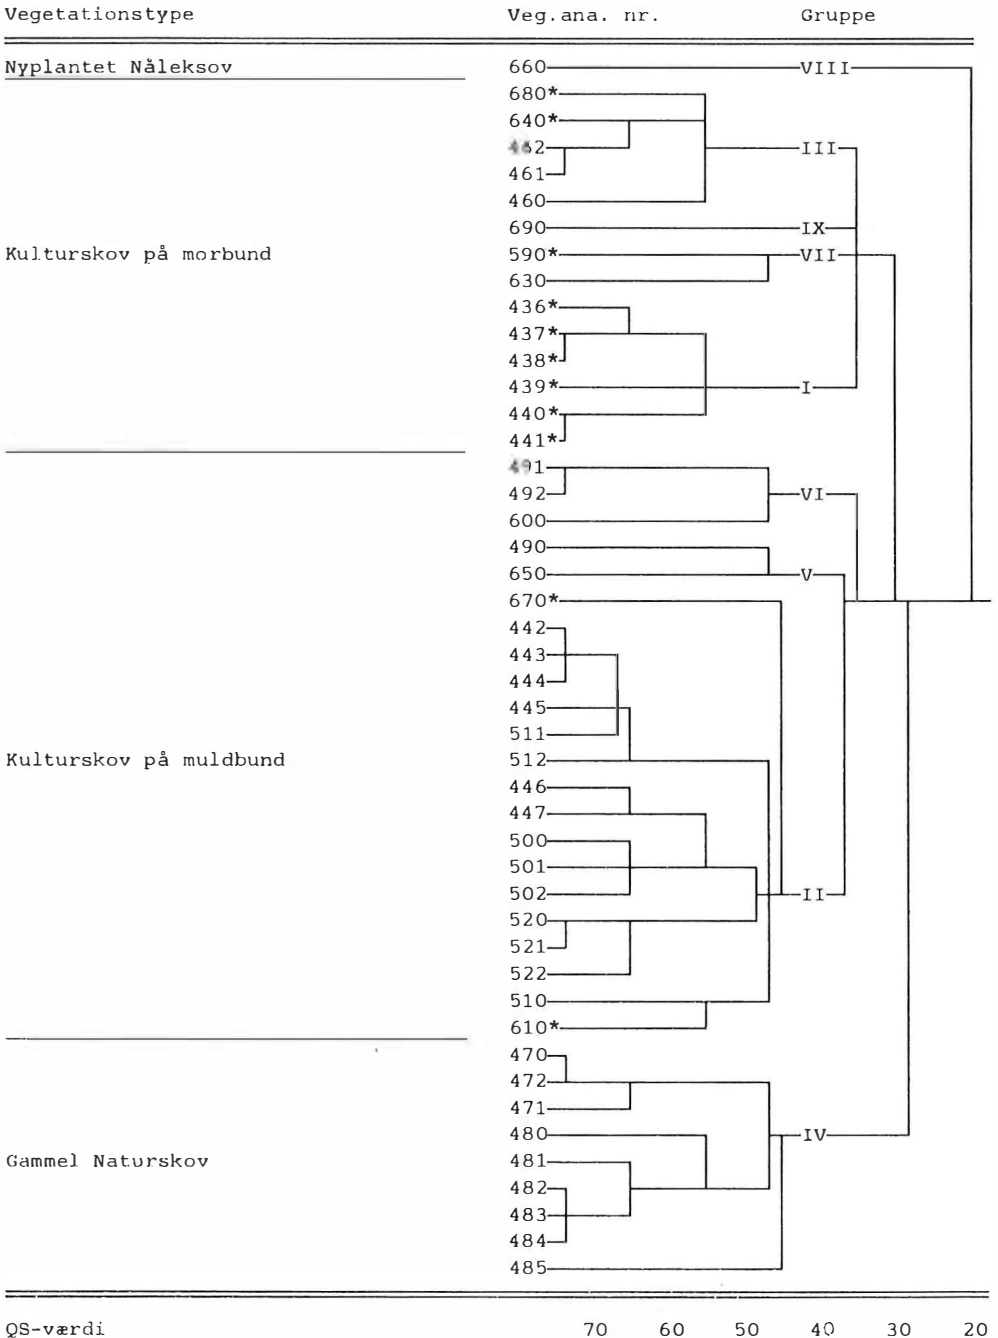 Vegetationstype Veg.ana. nr. Gruppe
Nyplantet Nåleksov 660 VIII
680*
640*
462 III
461
460
690 IX
Kulturskov på morbund 590* VII
630
436*
437*
438*
439* I
440*
441*
491
492 VI
600
490
650 V
670*
442
443
444
445
511
Kulturskov på muldbund 512
446
447
500
501
502 II
520
521
522
510
610*
470
472
471
480 IV
Gammel Naturskov 481
482
483
484
485
QS-værdi 70 60 50 40 30 20